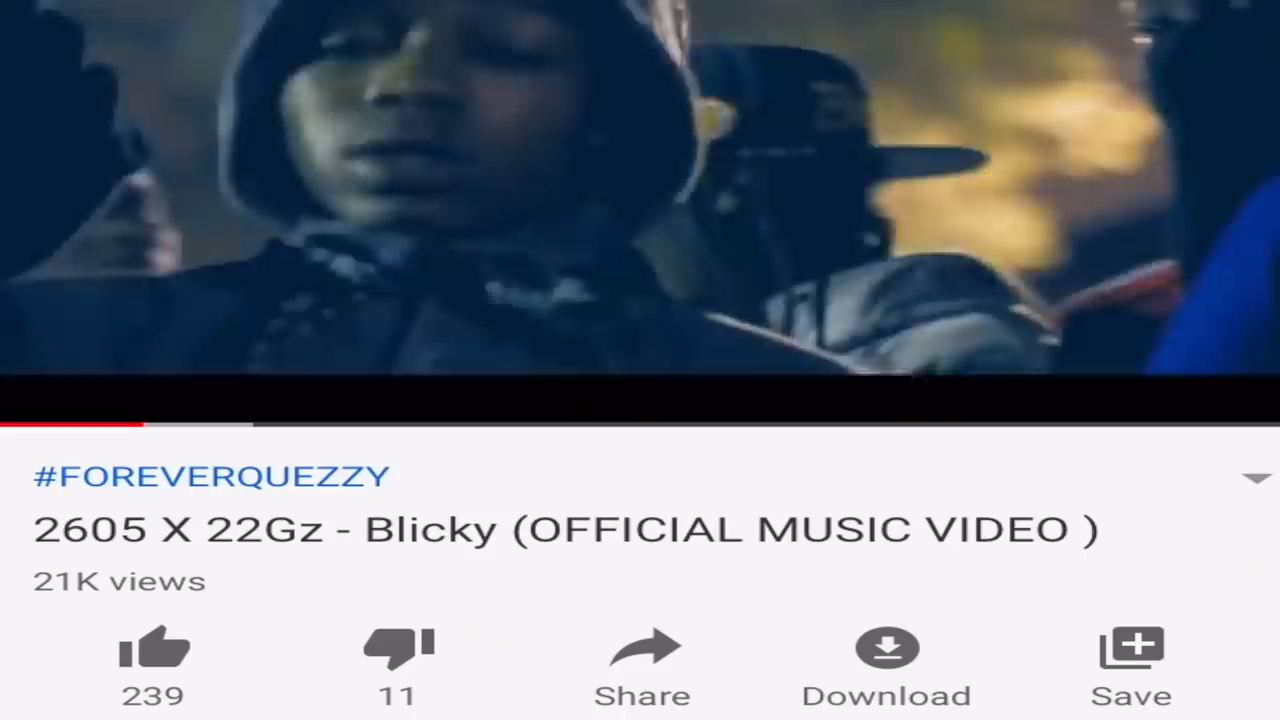 #FOREVERQUEZZY
2605 X 22Gz - Blicky (OFFICIAL MUSIC VIDEO )
21K views
239
11
Share
Download
Save